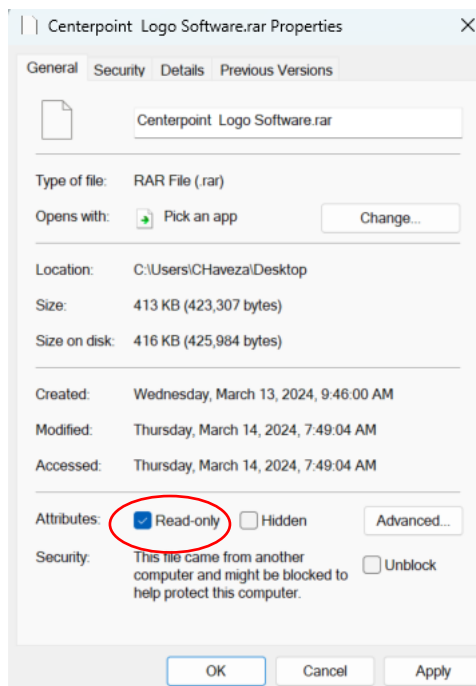 Centerpoint  Logo Software.rar Properties
General Security Details Previous Versions
Centerpoint  Logo Software.rar
Type of file: RAR File (.rar)
Opens with: Pick an app Change...
Location: C:\Users\CHaveza\Desktop
Size: 413 KB (423,307 bytes)
Size on disk: 416 KB (425,984 bytes)
Created: Wednesday, March 13, 2024, 9:46:00 AM
Modified: Thursday, March 14, 2024, 7:49:04 AM
Accessed: Thursday, March 14, 2024, 7:49:04 AM
Attributes: Read-only Hidden Advanced...
Security: This file came from another
computer and might be blocked to
help protect this computer.
Unblock
OK Cancel Apply